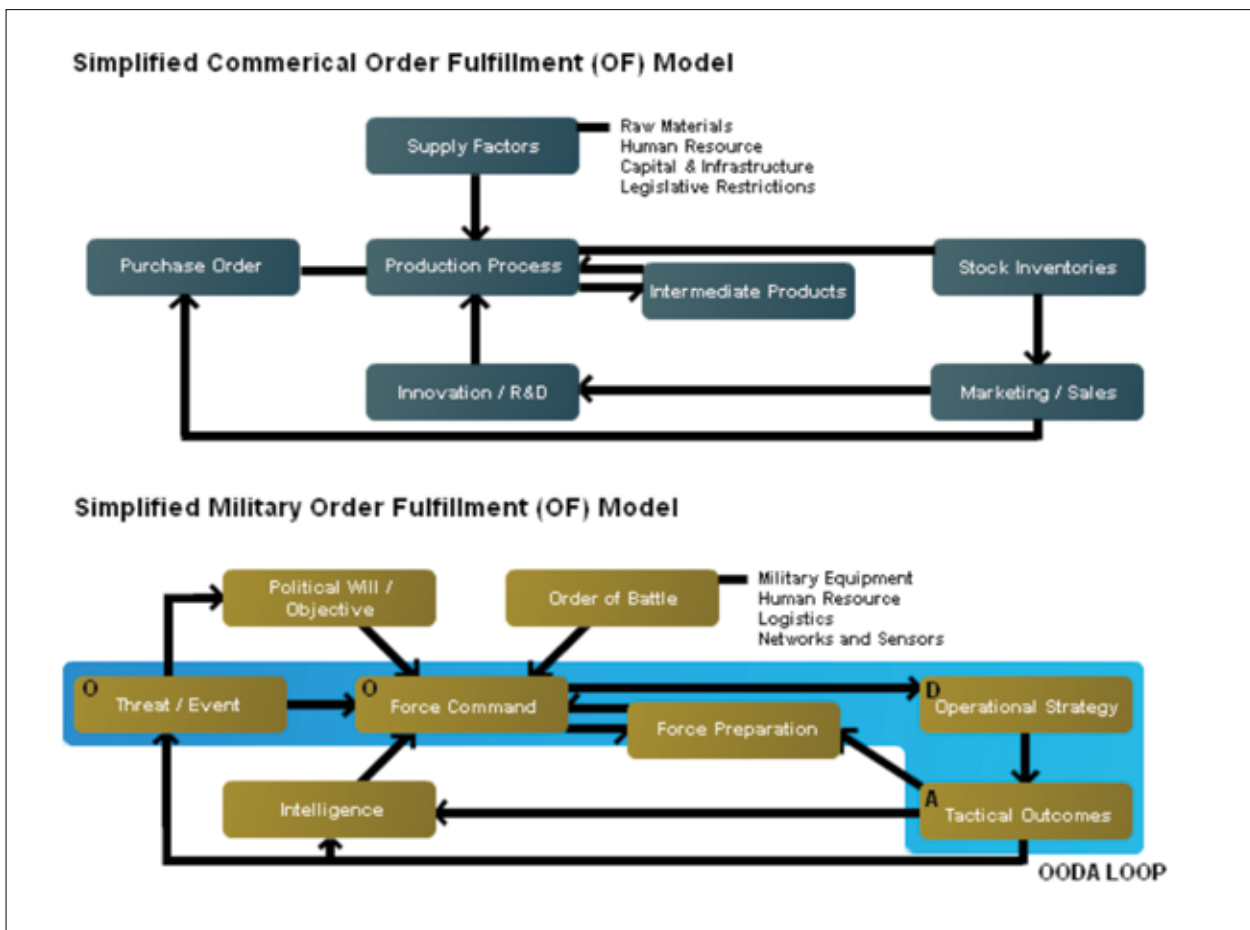 Simplified Commerical Order Fulfillment (OF) Model
Supply Factors
Raw Materials
Human Resource
Capital & Infrastructure
Legislative Restrictions
Purchase Order
Production Process
Intermediate Products
Stock Inventories
Innovation / R&D
Marketing / Sales
Simplified Military Order Fulfillment (OF) Model
Political Will /
Objective
Order of Battle
Military Equipment
Human Resource
Logistics
Networks and Sensors
O
Threat / Event
O
Force Command
Force Preparation
D
Operational Strategy
Intelligence
A
Tactical Outcomes
OODA LOOP